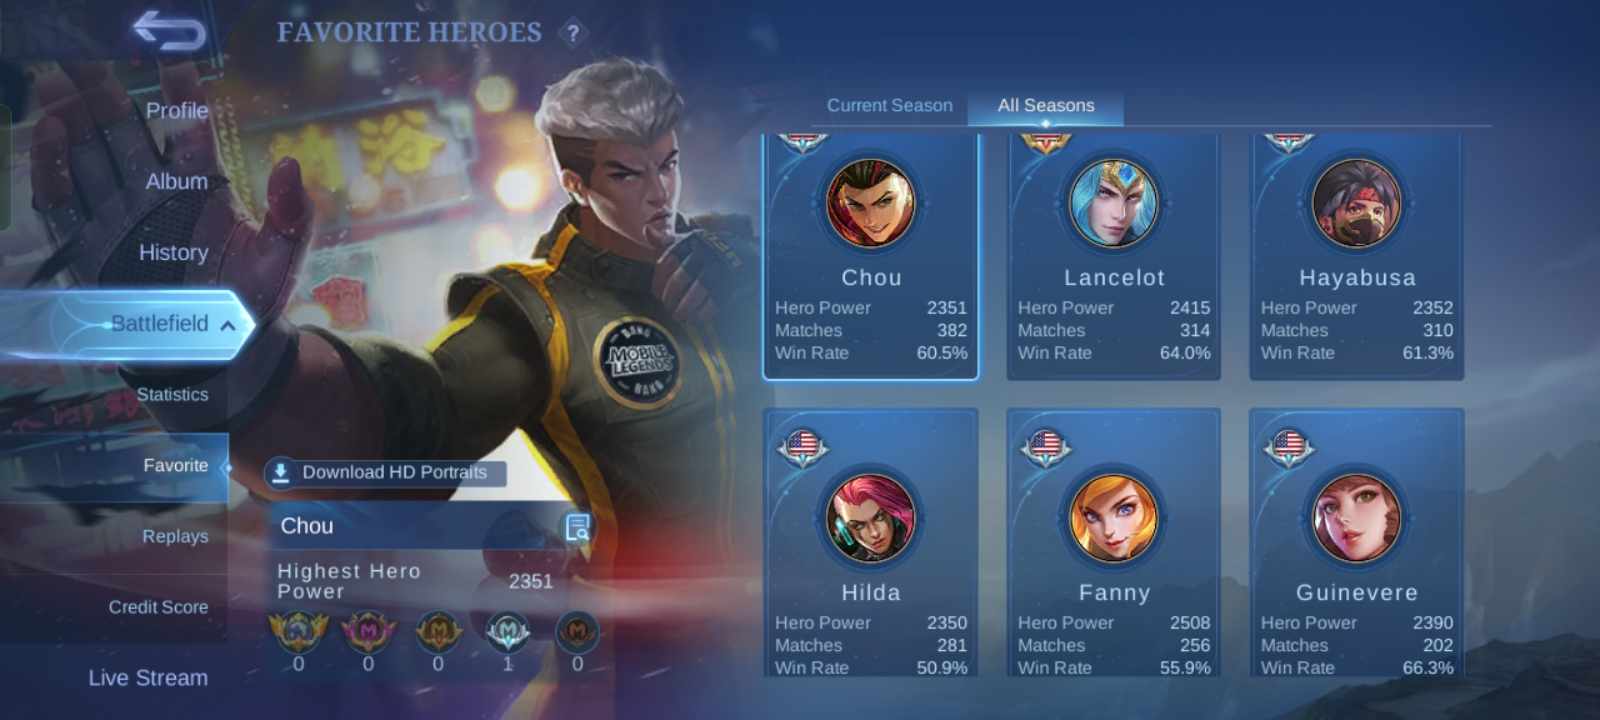 FAVORITE HEROES ?
Profile
Album
History
Battlefield
Statistics
Favorite
Replays
Credit Score
Live Stream
BANG
MOBILE
LEGENDS
BANG
Download HD Portraits
Chou
Highest Hero
Power
2351
0 0 0 1 0
Current Season All Seasons
Chou
Hero Power 2351
Matches 382
Win Rate 60.5%
Lancelot
Hero Power 2415
Matches 314
Win Rate 64.0%
Hayabusa
Hero Power 2352
Matches 310
Win Rate 61.3%
Hilda
Hero Power 2350
Matches 281
Win Rate 50.9%
Fanny
Hero Power 2508
Matches 256
Win Rate 55.9%
Guinevere
Hero Power 2390
Matches 202
Win Rate 66.3%